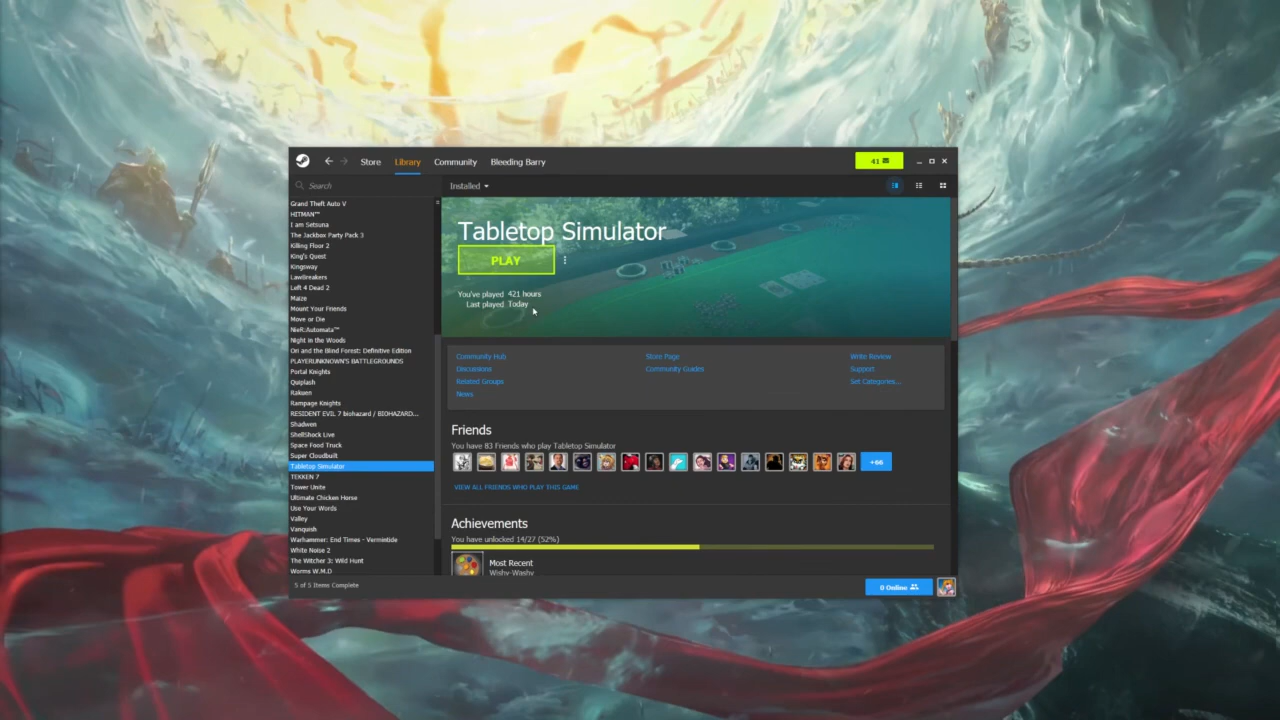 Store
Library
Community
Bleeding Barry
41
Search
Installed
Grand Theft Auto V
HITMAN™
I am Setsuna
The Jackbox Party Pack 3
Killing Floor 2
King's Quest
Kingsway
LawBreakers
Left 4 Dead 2
Maize
Mount Your Friends
Move or Die
NieR:Automata™
Night in the Woods
Ori and the Blind Forest: Definitive Edition
PLAYERUNKNOWN'S BATTLEGROUNDS
Portal Knights
Quiplash
Rakuen
Rampage Knights
RESIDENT EVIL 7 biohazard / BIOHAZARD...
Shadwen
ShellShock Live
Space Food Truck
Super Cloudbuilt
Tabletop Simulator
TEKKEN 7
Tower Unite
Ultimate Chicken Horse
Use Your Words
Valley
Vanquish
Warhammer: End Times - Vermintide
White Noise 2
The Witcher 3: Wild Hunt
Worms W.M.D
Tabletop Simulator
PLAY
You've played 421 hours
Last played Today
Community Hub
Discussions
Related Groups
News
Store Page
Community Guides
Write Review
Support
Set Categories...
Friends
You have 83 Friends who play Tabletop Simulator
+66
VIEW ALL FRIENDS WHO PLAY THIS GAME
Achievements
You have unlocked 14/27 (52%)
Most Recent
Wishy-Washy
5 of 5 Items Complete
0 Online